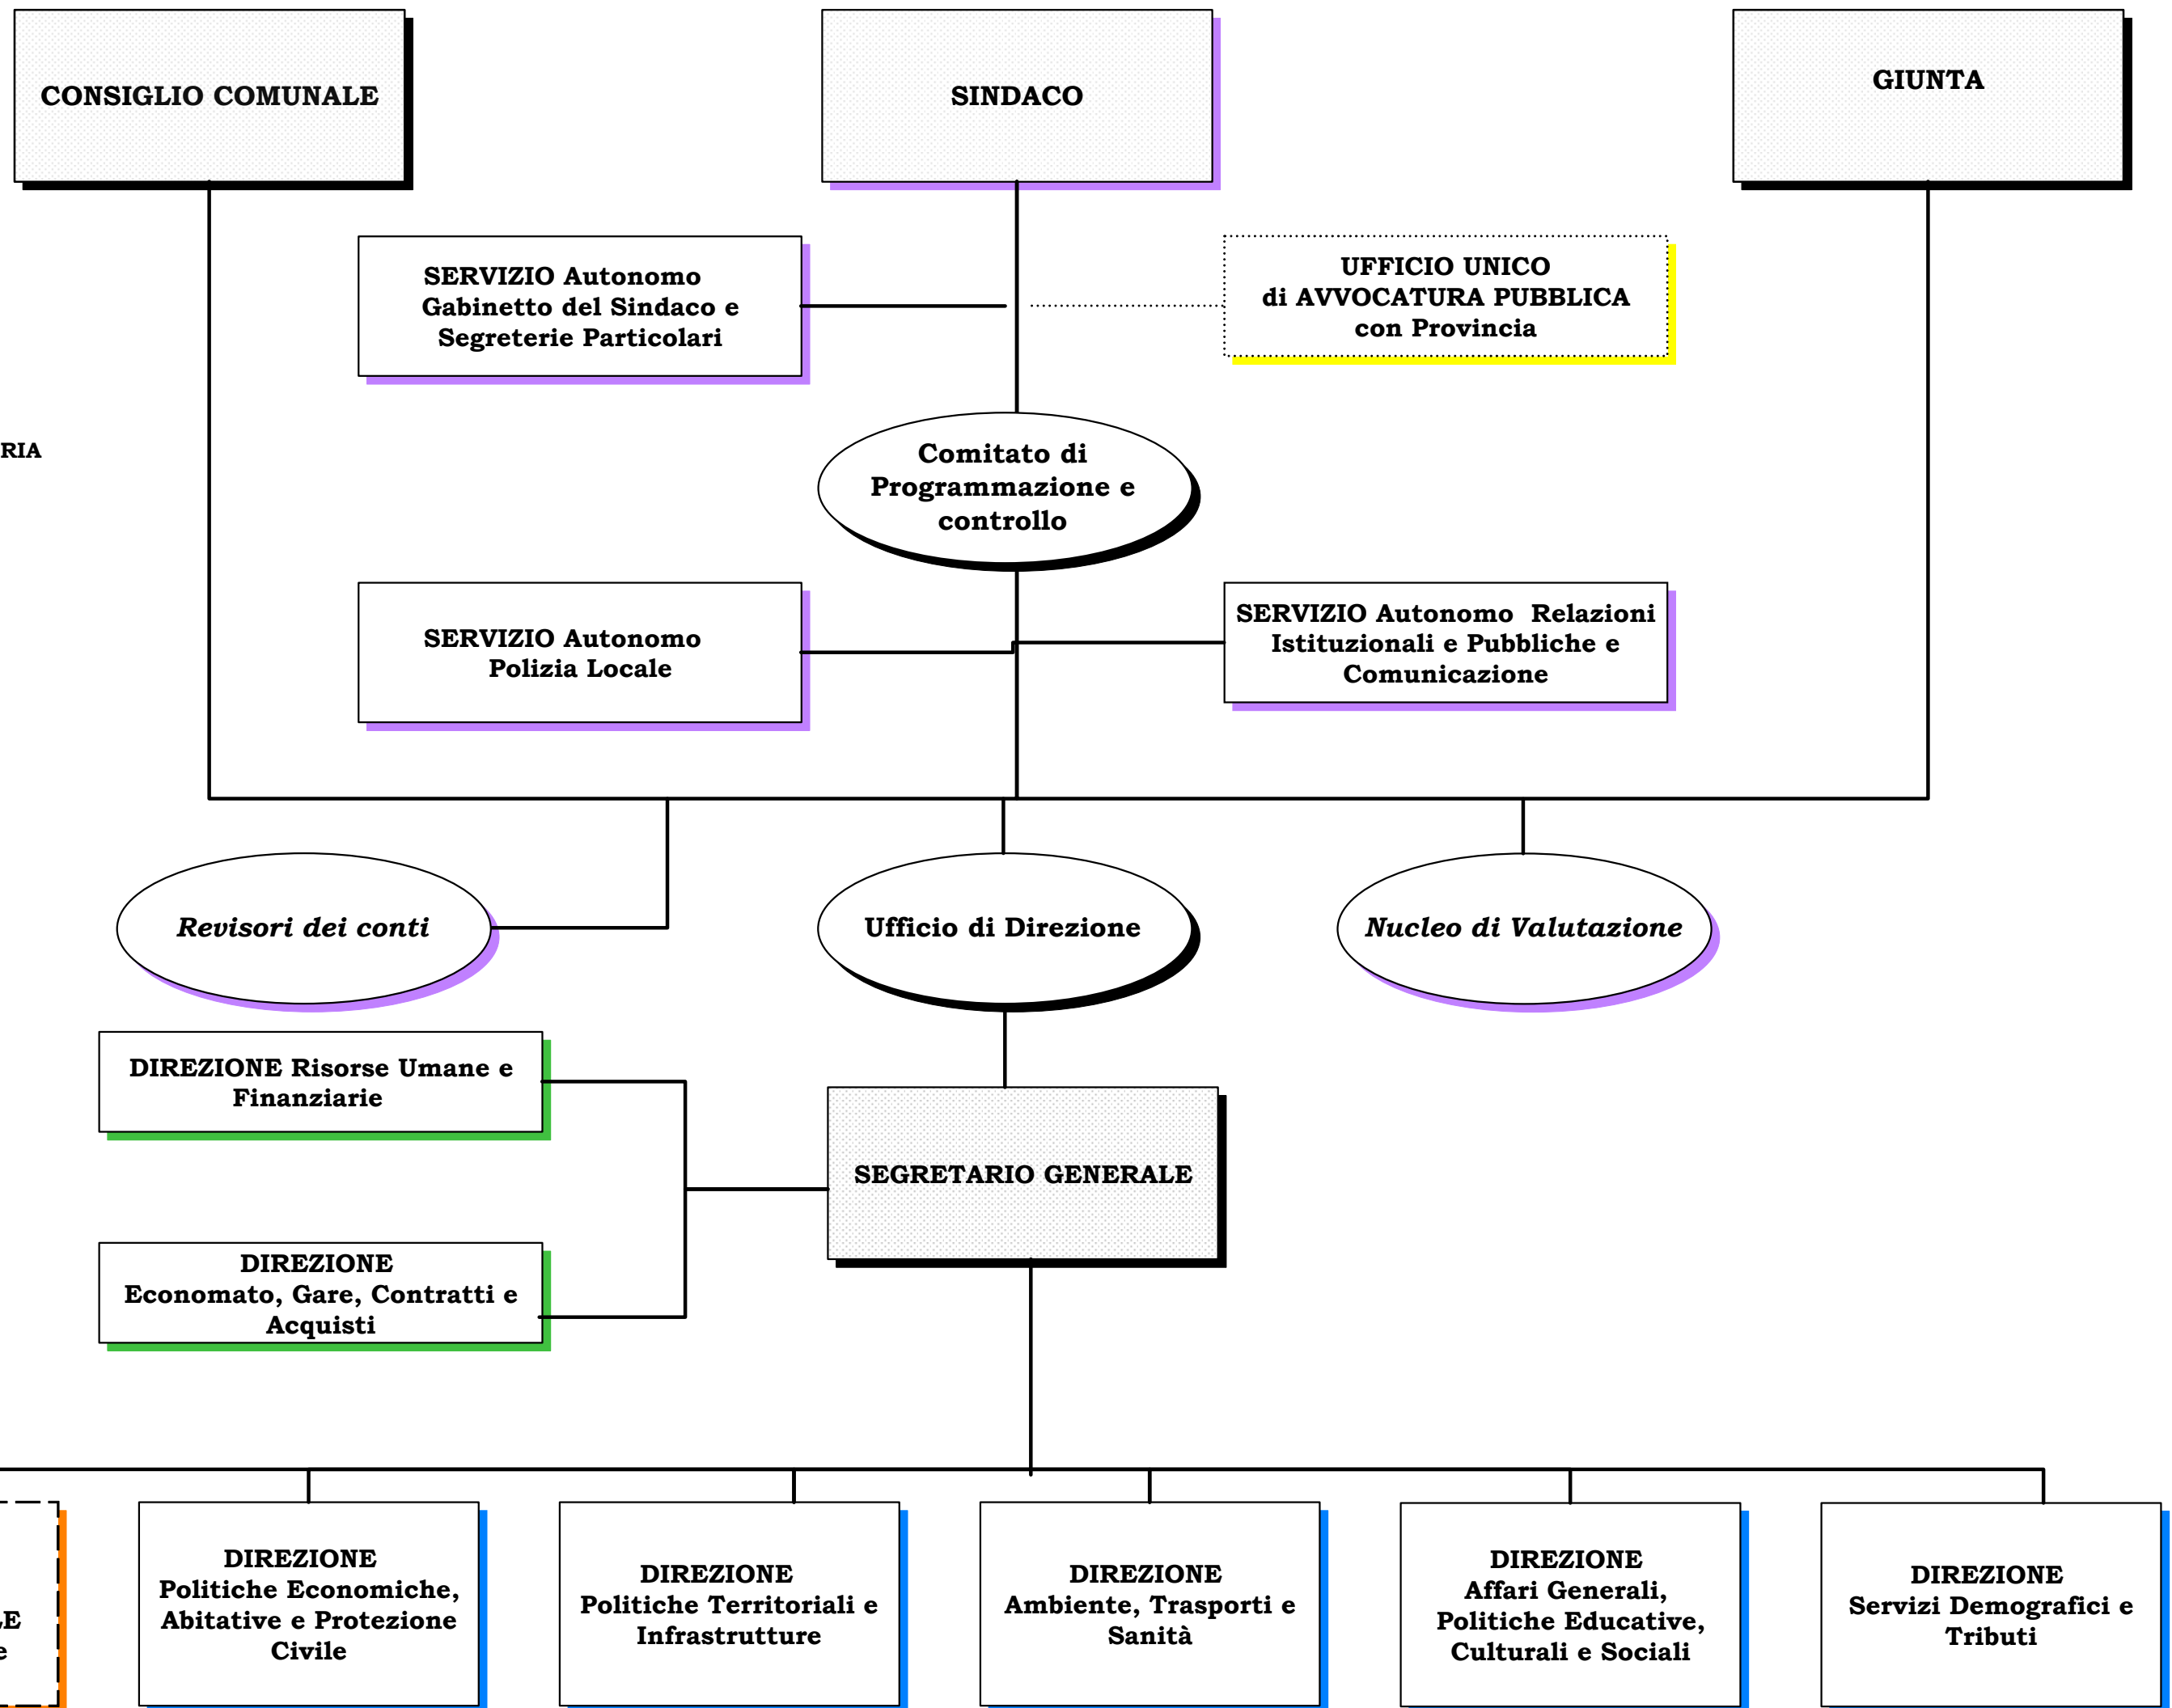 CONSIGLIO COMUNALE
SINDACO
GIUNTA
SERVIZIO Autonomo
Gabinetto del Sindaco e
Segreterie Particolari
UFFICIO UNICO
di AVVOCATURA PUBBLICA
con Provincia
RIA
Comitato di
Programmazione e
controllo
SERVIZIO Autonomo
Polizia Locale
SERVIZIO Autonomo Relazioni
Istituzionali e Pubbliche e
Comunicazione
Revisori dei conti
Ufficio di Direzione
Nucleo di Valutazione
DIREZIONE Risorse Umane e
Finanziarie
SEGRETARIO GENERALE
DIREZIONE
Economato, Gare, Contratti e
Acquisti
LE
e
DIREZIONE
Politiche Economiche,
Abitative e Protezione
Civile
DIREZIONE
Politiche Territoriali e
Infrastrutture
DIREZIONE
Ambiente, Trasporti e
Sanità
DIREZIONE
Affari Generali,
Politiche Educative,
Culturali e Sociali
DIREZIONE
Servizi Demografici e
Tributi